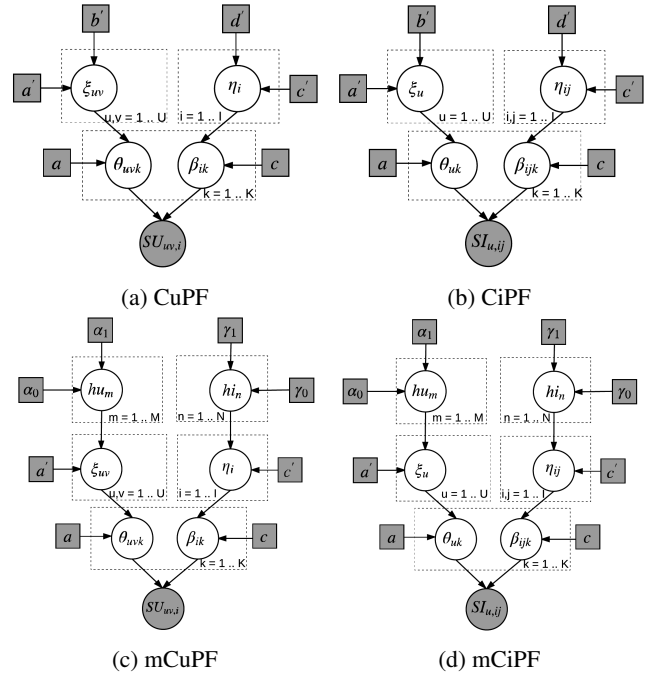 b′ d′ b′ d′
a′ ξuv ηi c′ a′ ξu ηij c′
u,v = 1 .. U i = 1 .. I u = 1 .. U i,j = 1 .. I
a θuvk βik c a θuk βijk c
k = 1 .. K k = 1 .. K
SUuv,i SIu,ij
(a) CuPF (b) CiPF
α1 γ1 α1 γ1
α0 hum hin γ0 α0 hum hin γ0
m = 1 .. M n = 1 .. N m = 1 .. M n = 1 .. N
a′ ξuv ηi c′ a′ ξu ηij c′
u,v = 1 .. U i = 1 .. I u = 1 .. U i,j = 1 .. I
a θuvk βik c a θuk βijk c
k = 1 .. K k = 1 .. K
SUuv,i SIu,ij
(c) mCuPF (d) mCiPF